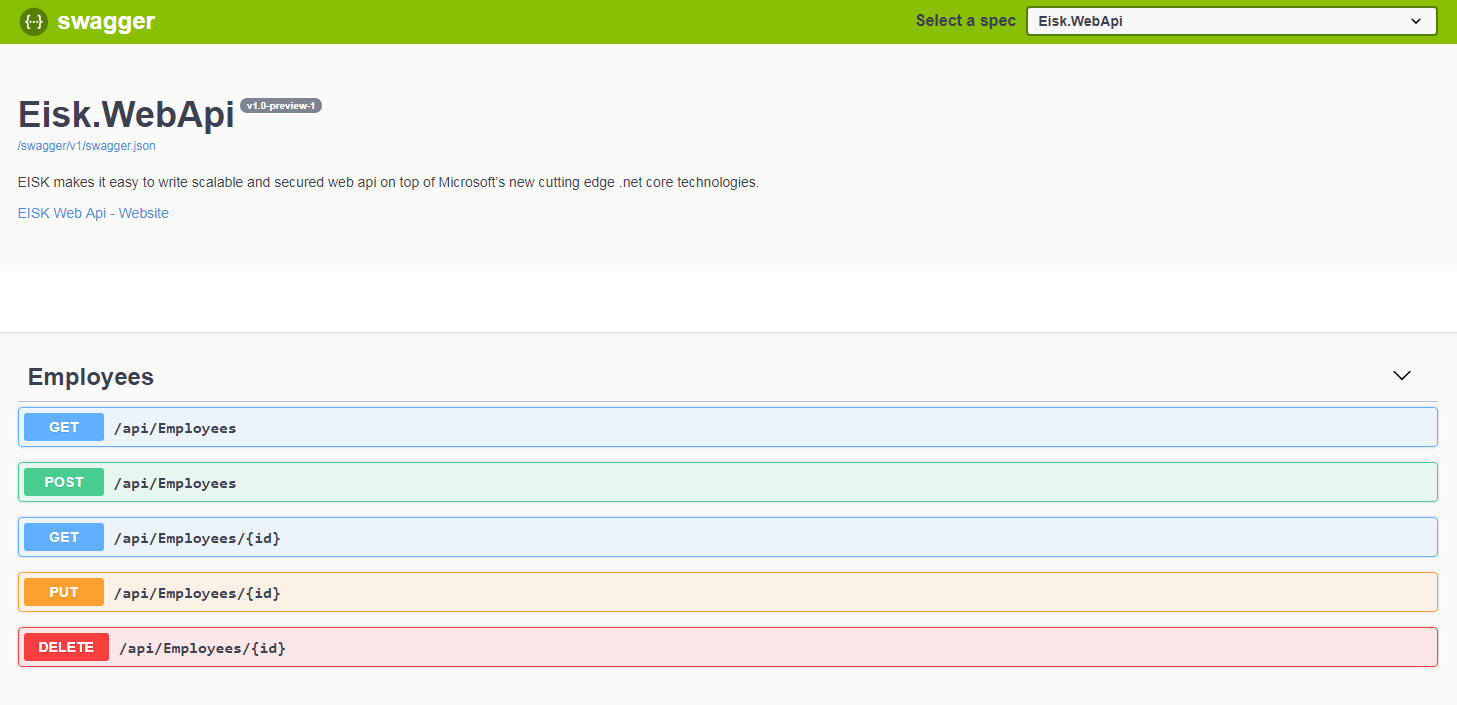 {···} swagger
Select a spec
Eisk.WebApi
Eisk.WebApi v1.0-preview-1
/swagger/v1/swagger.json
EISK makes it easy to write scalable and secured web api on top of Microsoft’s new cutting edge .net core technologies.
EISK Web Api - Website
Employees
GET /api/Employees
POST /api/Employees
GET /api/Employees/{id}
PUT /api/Employees/{id}
DELETE /api/Employees/{id}